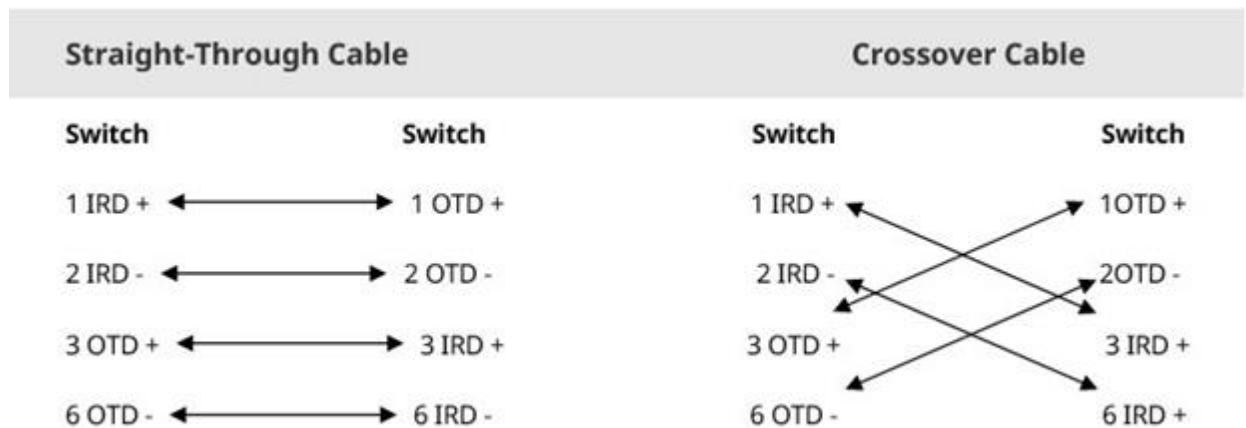 Straight-Through Cable Crossover Cable
Switch Switch Switch Switch
1 IRD + 1 OTD + 1 IRD + 1OTD +
2 IRD - 2 OTD - 2 IRD - 2OTD -
3 OTD + 3 IRD + 3 OTD + 3 IRD +
6 OTD - 6 IRD - 6 OTD - 6 IRD +